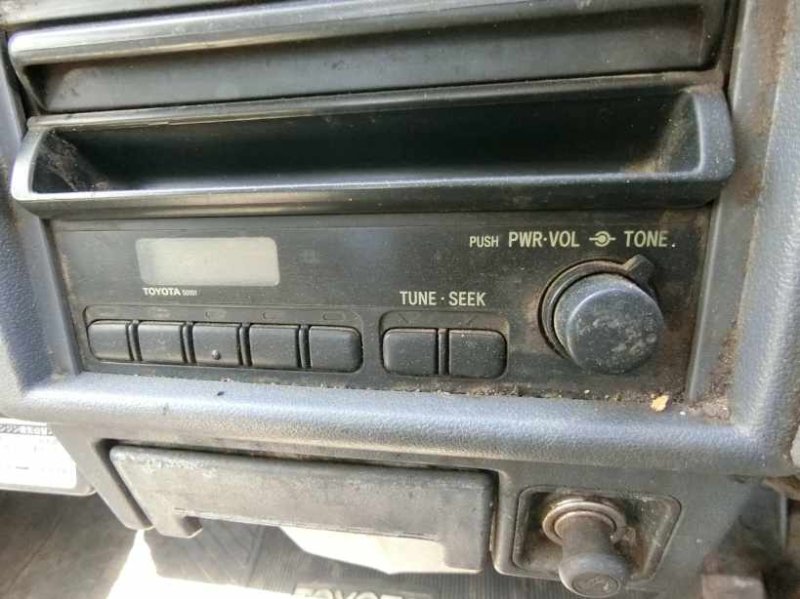 PUSH PWR·VOL TONE
TOYOTA
TUNE · SEEK